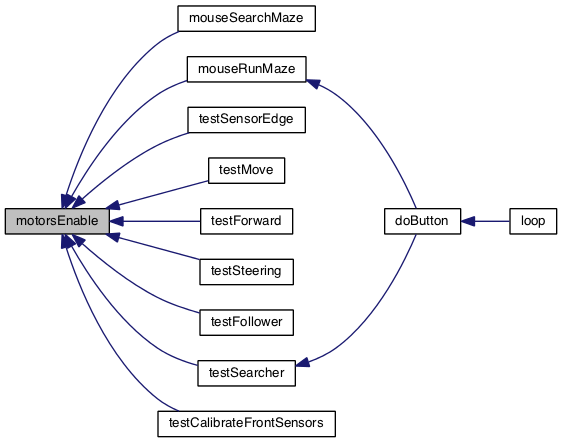 mouseSearchMaze
mouseRunMaze
testSensorEdge
testMove
motorsEnable
testForward
doButton
loop
testSteering
testFollower
testSearcher
testCalibrateFrontSensors